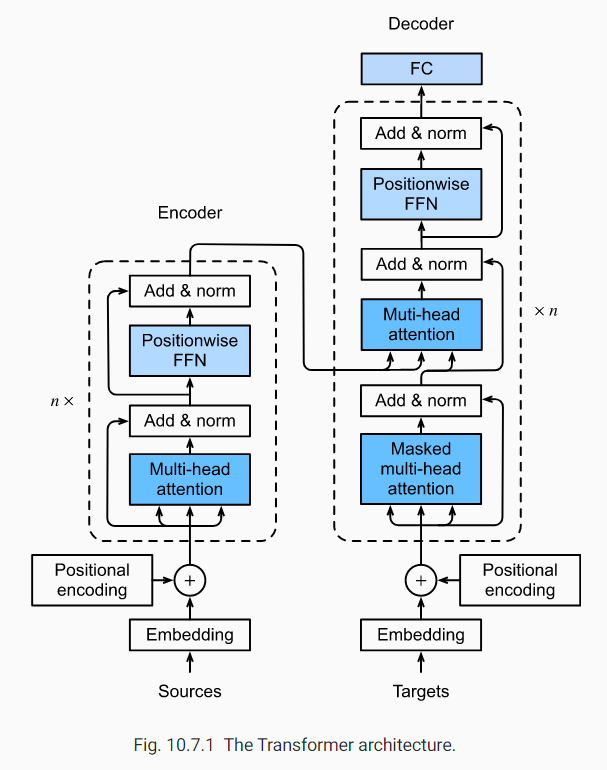 Decoder
FC
Add & norm
Positionwise
FFN
Add & norm
Muti-head
attention
× n
Add & norm
Masked
multi-head
attention
Encoder
Add & norm
Positionwise
FFN
n ×
Add & norm
Multi-head
attention
Positional
encoding
+
Embedding
Sources
+
Positional
encoding
Embedding
Targets
Fig. 10.7.1 The Transformer architecture.